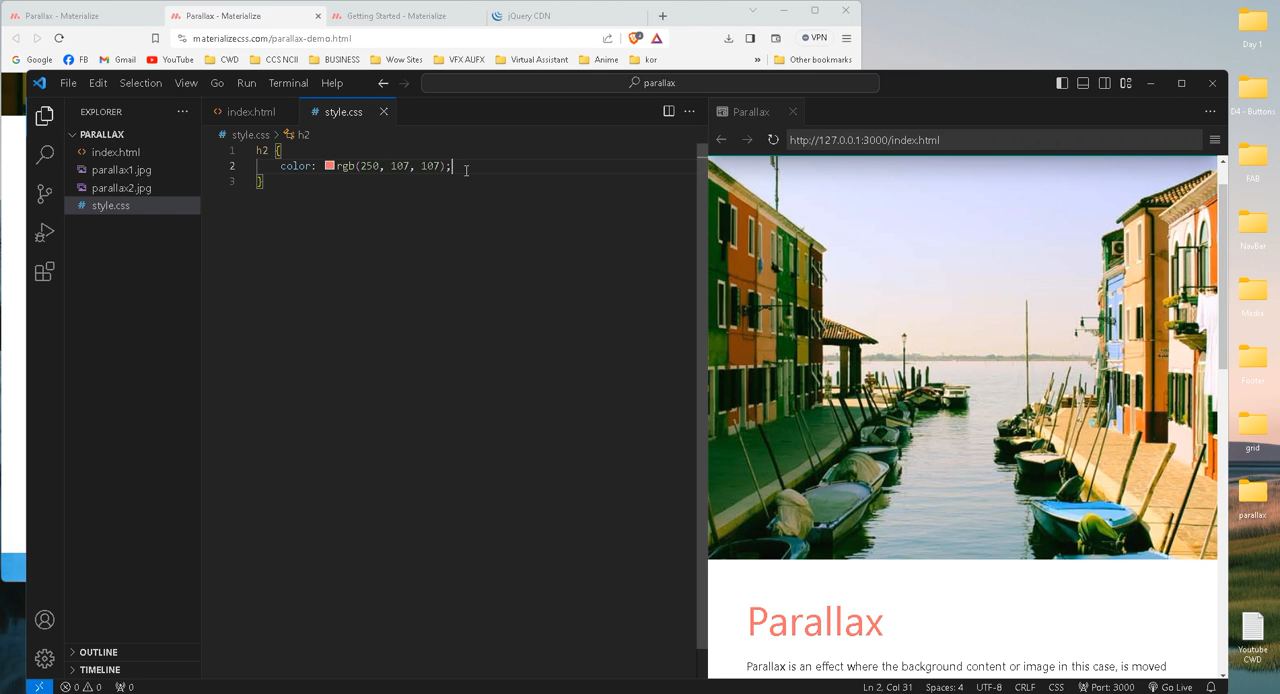 Parallax - Materialize
Parallax - Materialize
Getting Started - Materialize
jQuery CDN
materializecss.com/parallax-demo.html
VPN
Google
FB
Gmail
YouTube
CWD
CCS NCII
BUSINESS
Wow Sites
VFX AUFX
Virtual Assistant
Anime
kor
»
Other bookmarks
File Edit Selection View Go Run Terminal Help
parallax
EXPLORER
PARALLAX
index.html
parallax1.jpg
parallax2.jpg
style.css
OUTLINE
TIMELINE
index.html
style.css
style.css > h2
1 h2 {
2 color: rgb(250, 107, 107);
3 }
Parallax
http://127.0.0.1:3000/index.html
Parallax
Parallax is an effect where the background content or image in this case, is moved
0 0 0
Ln 2, Col 31 Spaces: 4 UTF-8 CRLF CSS Port: 3000 Go Live
Day 1
D4 - Buttons
FAB
NavBar
Media
Footer
grid
parallax
Youtube
CWD